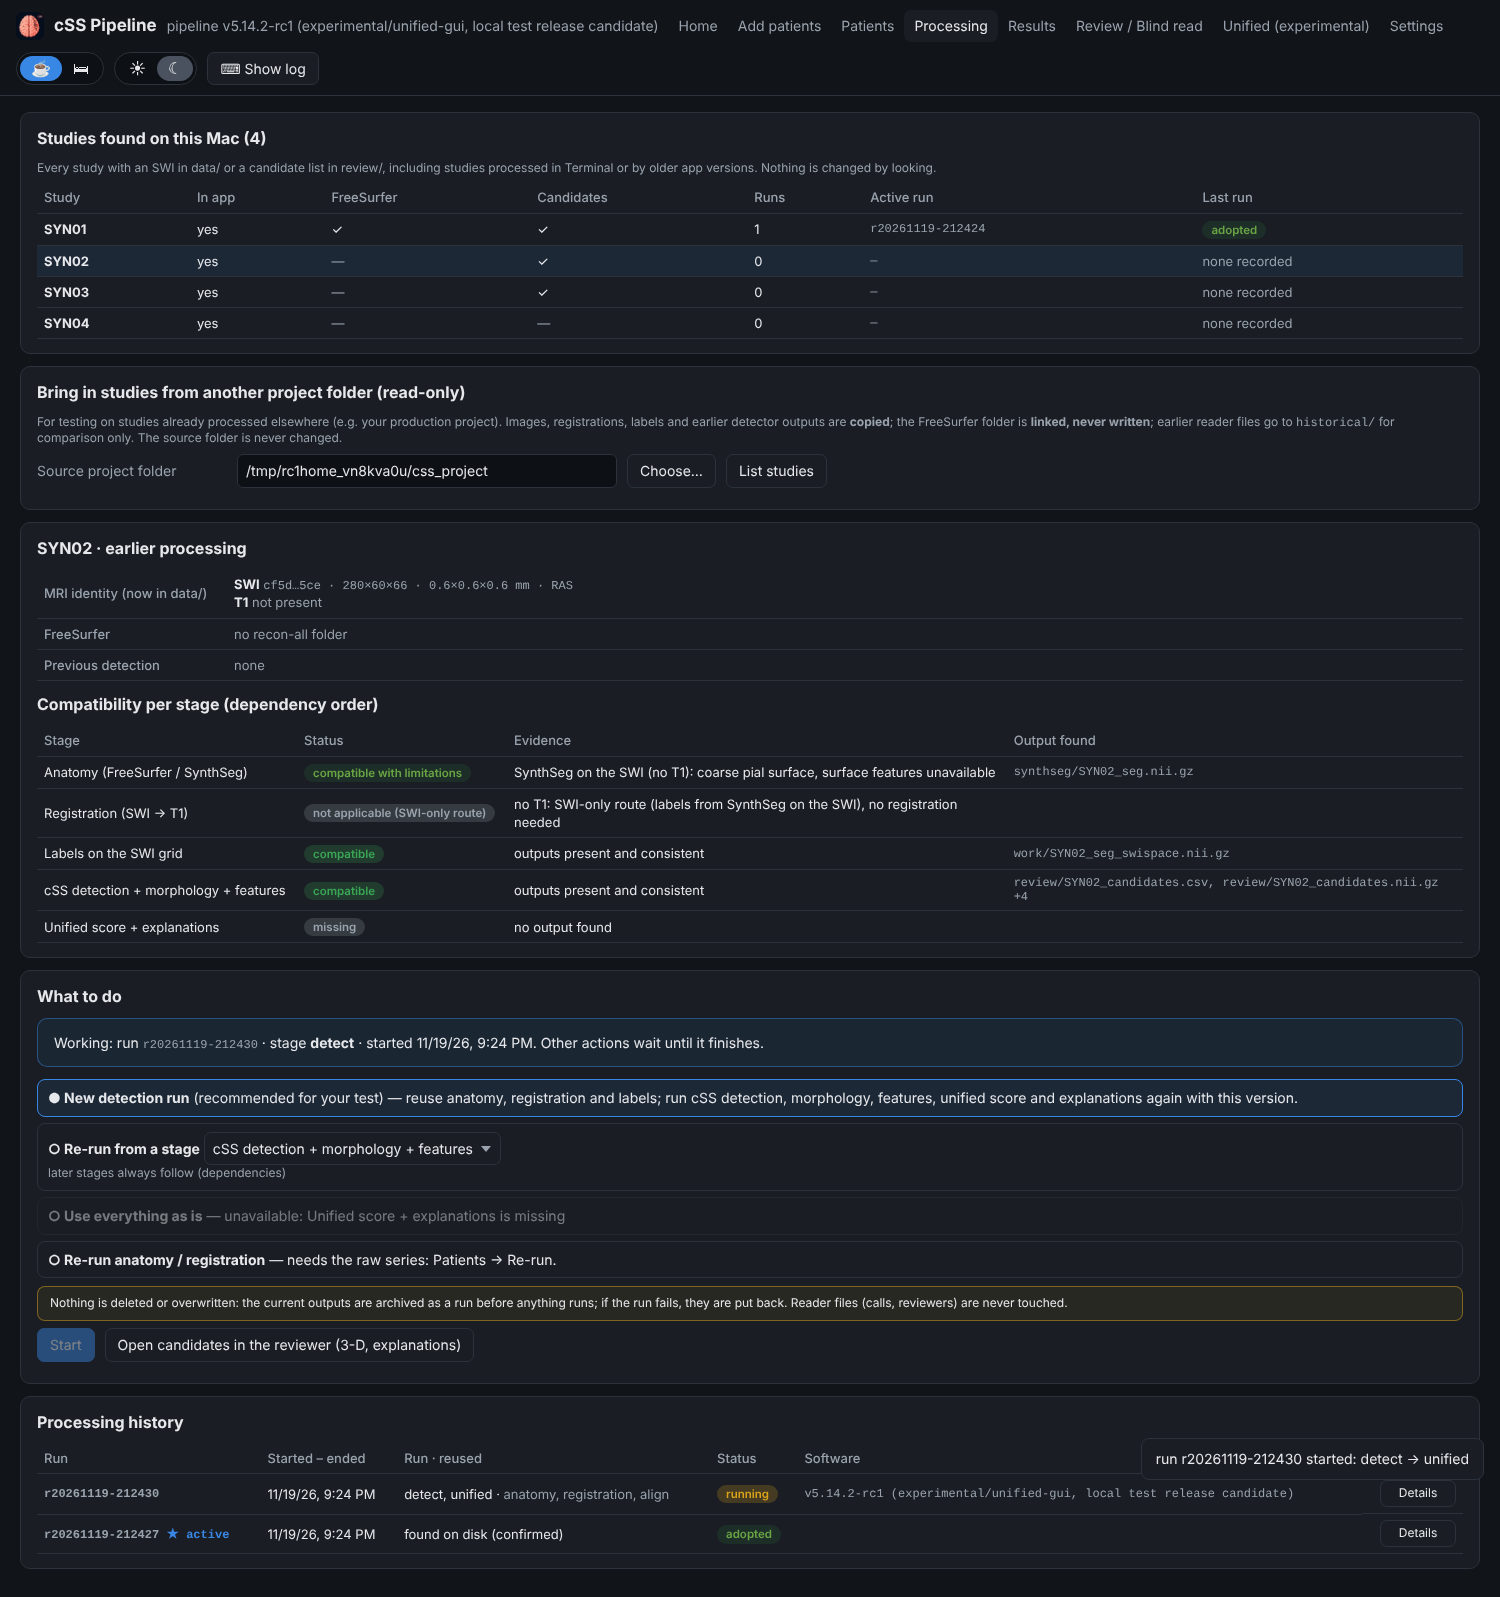 cSS Pipeline pipeline v5.14.2-rc1 (experimental/unified-gui, local test release candidate) Home Add patients Patients Processing Results Review / Blind read Unified (experimental) Settings
Show log
Studies found on this Mac (4)
Every study with an SWI in data/ or a candidate list in review/, including studies processed in Terminal or by older app versions. Nothing is changed by looking.
Study In app FreeSurfer Candidates Runs Active run Last run
SYN01 yes ✓ ✓ 1 r20261119-212424 adopted
SYN02 yes — ✓ 0 – none recorded
SYN03 yes — ✓ 0 – none recorded
SYN04 yes — — 0 – none recorded
Bring in studies from another project folder (read-only)
For testing on studies already processed elsewhere (e.g. your production project). Images, registrations, labels and earlier detector outputs are copied; the FreeSurfer folder is linked, never written; earlier reader files go to historical/ for
comparison only. The source folder is never changed.
Source project folder /tmp/rc1home_vn8kva0u/css_project Choose... List studies
SYN02 · earlier processing
MRI identity (now in data/) SWI cf5d…5ce · 280×60×66 · 0.6×0.6×0.6 mm · RAS
T1 not present
FreeSurfer no recon-all folder
Previous detection none
Compatibility per stage (dependency order)
Stage Status Evidence Output found
Anatomy (FreeSurfer / SynthSeg) compatible with limitations SynthSeg on the SWI (no T1): coarse pial surface, surface features unavailable synthseg/SYN02_seg.nii.gz
Registration (SWI → T1) not applicable (SWI-only route) no T1: SWI-only route (labels from SynthSeg on the SWI), no registration
needed
Labels on the SWI grid compatible outputs present and consistent work/SYN02_seg_swispace.nii.gz
cSS detection + morphology + features compatible outputs present and consistent review/SYN02_candidates.csv, review/SYN02_candidates.nii.gz
+4
Unified score + explanations missing no output found
What to do
Working: run r20261119-212430 · stage detect · started 11/19/26, 9:24 PM. Other actions wait until it finishes.
● New detection run (recommended for your test) — reuse anatomy, registration and labels; run cSS detection, morphology, features, unified score and explanations again with this version.
○ Re-run from a stage cSS detection + morphology + features
later stages always follow (dependencies)
○ Use everything as is — unavailable: Unified score + explanations is missing
○ Re-run anatomy / registration — needs the raw series: Patients → Re-run.
Nothing is deleted or overwritten: the current outputs are archived as a run before anything runs; if the run fails, they are put back. Reader files (calls, reviewers) are never touched.
Start Open candidates in the reviewer (3-D, explanations)
Processing history
Run Started – ended Run · reused Status Software
run r20261119-212430 started: detect → unified
r20261119-212430 11/19/26, 9:24 PM detect, unified · anatomy, registration, align running v5.14.2-rc1 (experimental/unified-gui, local test release candidate) Details
r20261119-212427 ★ active 11/19/26, 9:24 PM found on disk (confirmed) adopted Details